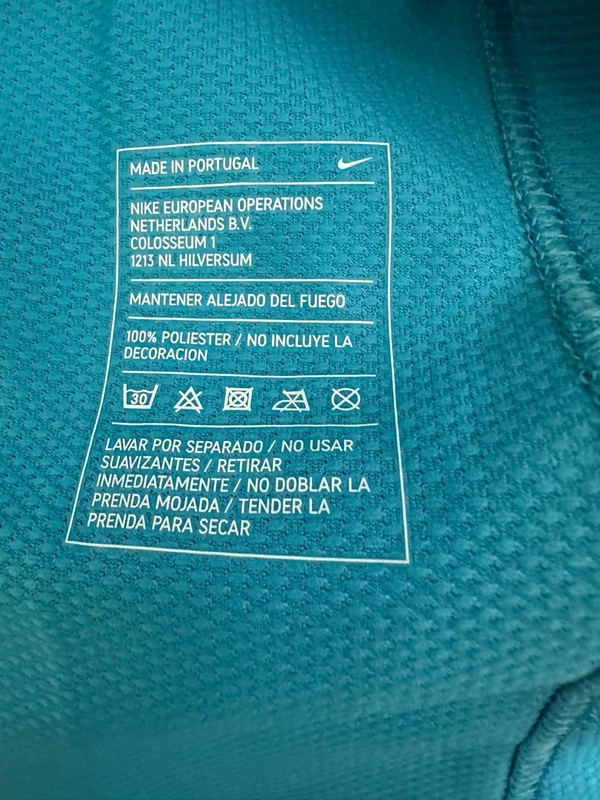 MADE IN PORTUGAL
NIKE EUROPEAN OPERATIONS
NETHERLANDS B.V.
COLOSSEUM 1
1213 NL HILVERSUM
MANTENER ALEJADO DEL FUEGO
100% POLIESTER / NO INCLUYE LA
DECORACION
30
LAVAR POR SEPARADO / NO USAR
SUAVIZANTES / RETIRAR
INMEDIATAMENTE / NO DOBLAR LA
PRENDA MOJADA / TENDER LA
PRENDA PARA SECAR